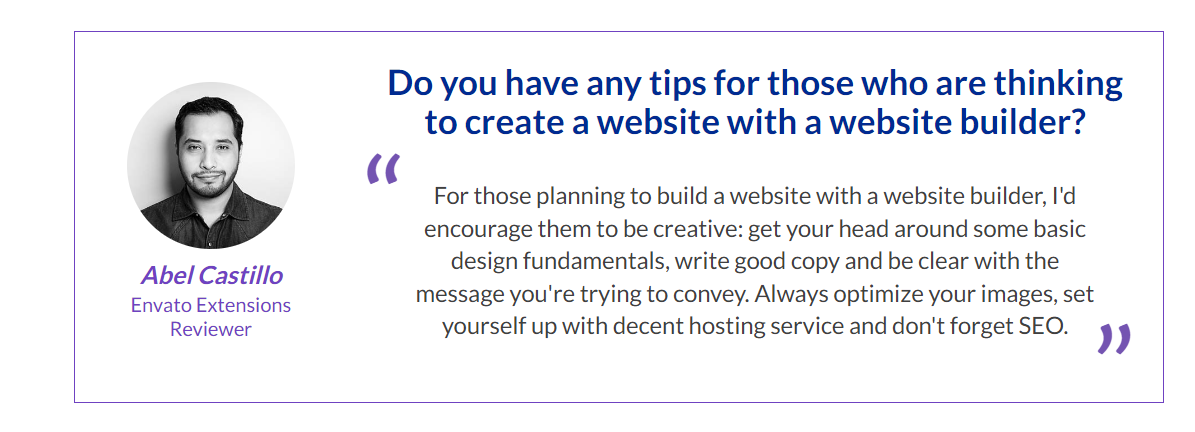 Do you have any tips for those who are thinking
to create a website with a website builder?
“
For those planning to build a website with a website builder, I'd
encourage them to be creative: get your head around some basic
design fundamentals, write good copy and be clear with the
message you're trying to convey. Always optimize your images, set
yourself up with decent hosting service and don't forget SEO.
”
Abel Castillo
Envato Extensions
Reviewer